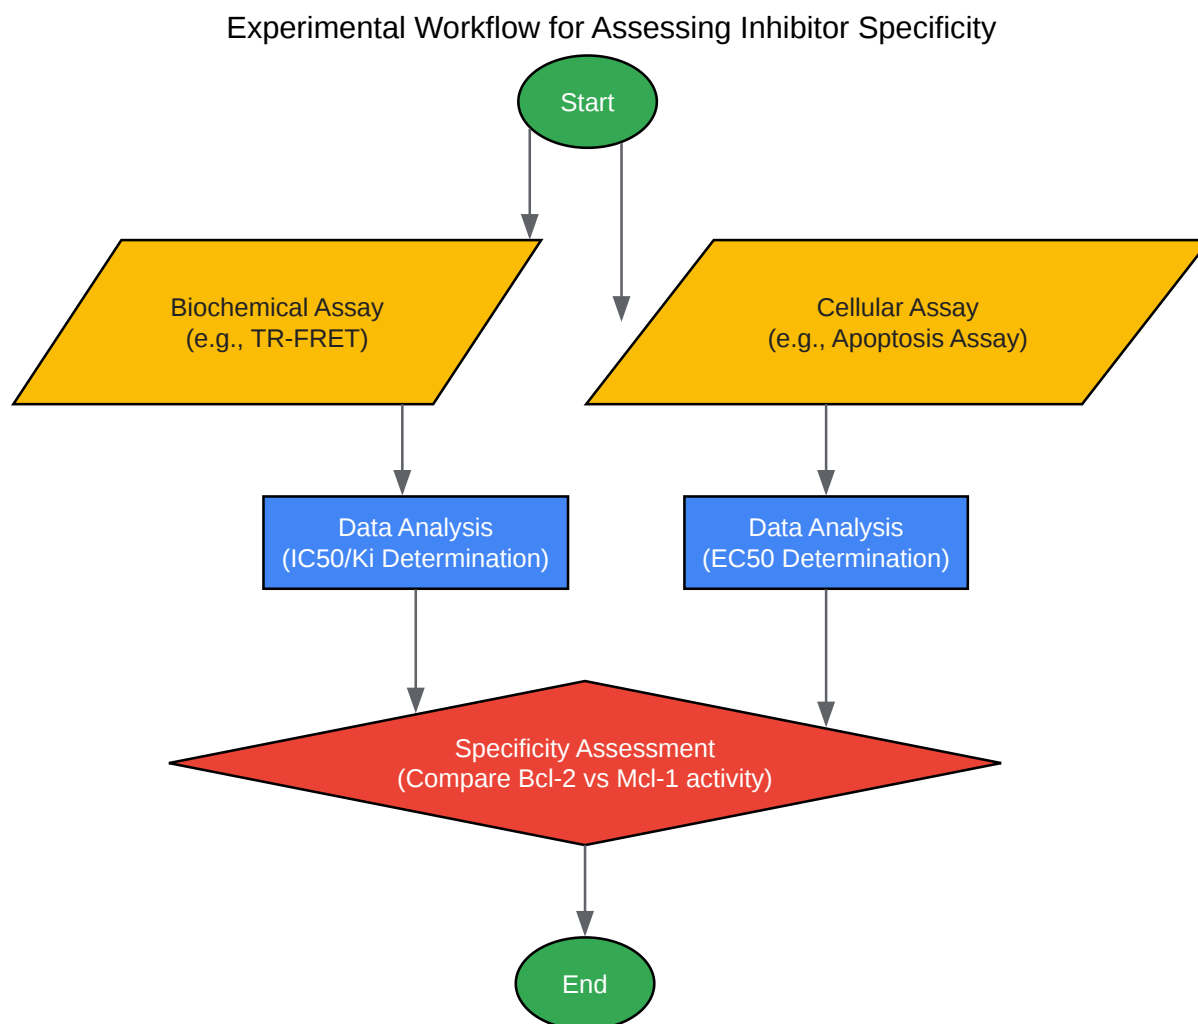 Experimental Workflow for Assessing Inhibitor Specificity
Start
Biochemical Assay
(e.g., TR-FRET)
Cellular Assay
(e.g., Apoptosis Assay)
Data Analysis
(IC50/Ki Determination)
Data Analysis
(EC50 Determination)
Specificity Assessment
(Compare Bcl-2 vs Mcl-1 activity)
End